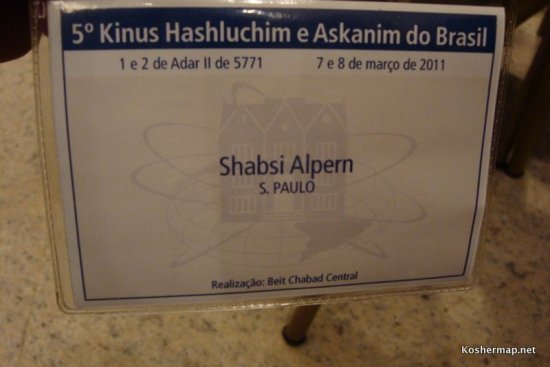 5º Kinus Hashluchim e Askanim do Brasil
1 e 2 de Adar II de 5771 7 e 8 de março de 2011
Shabsi Alpern
S. PAULO
Realização: Beit Chabad Central
Koshermap.net